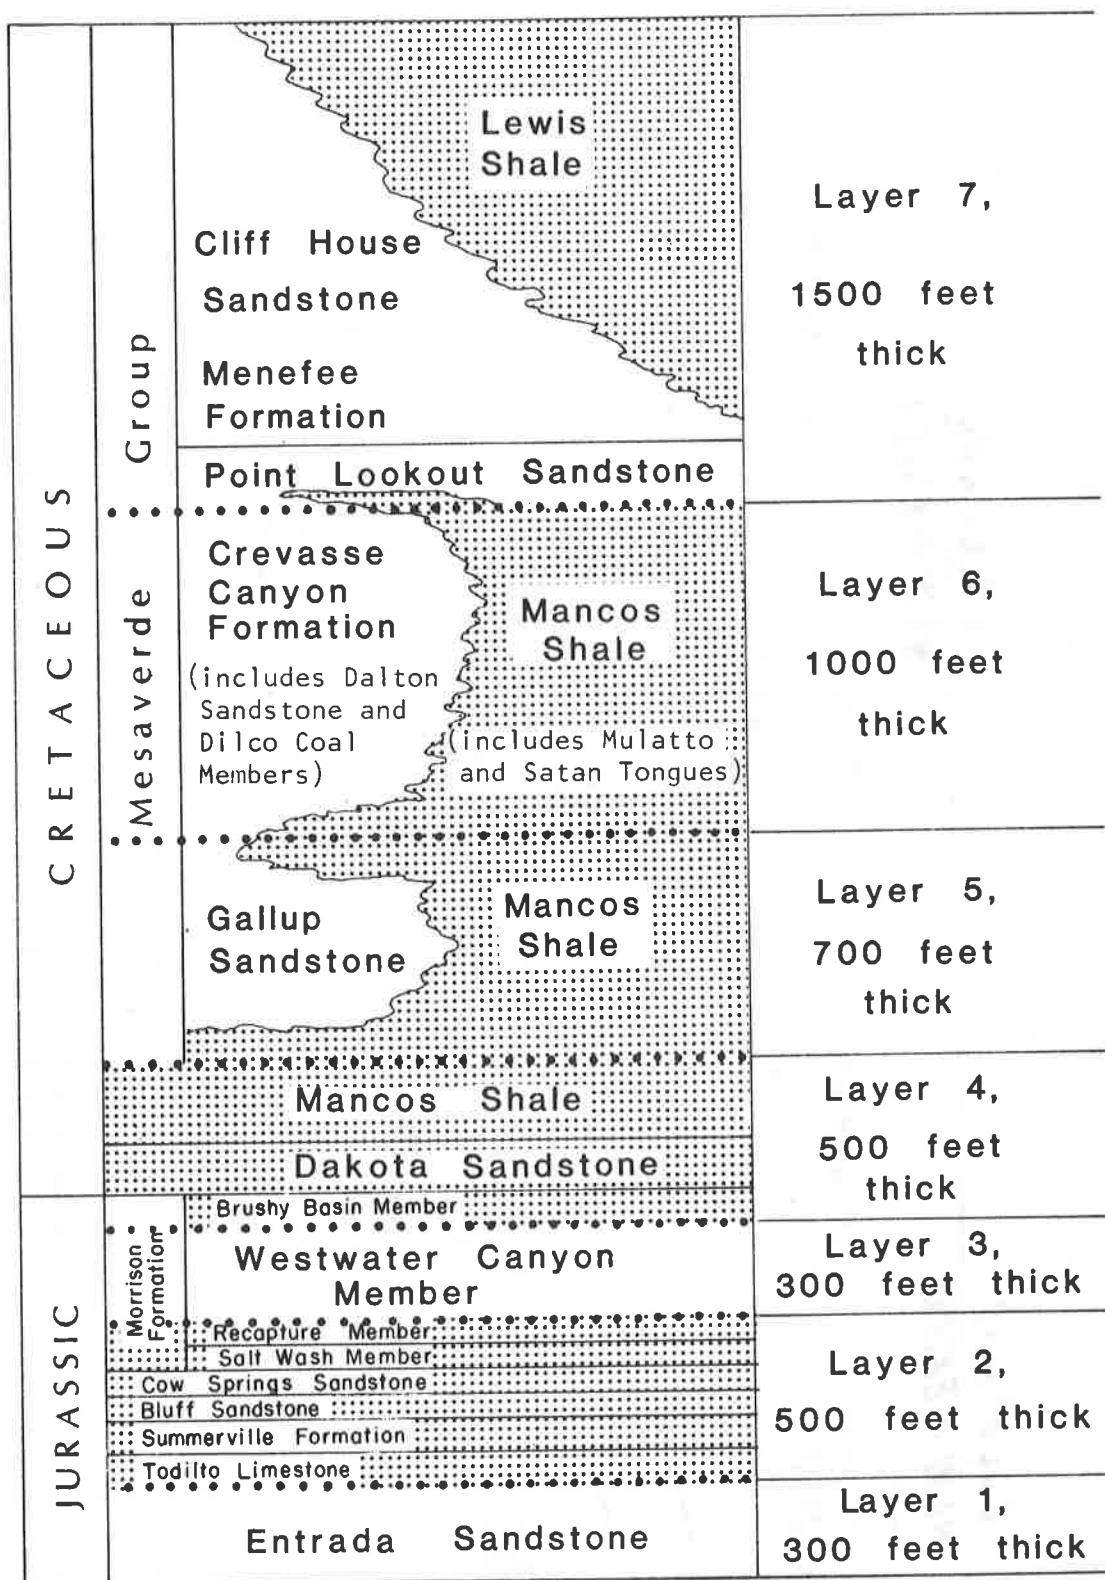 CRETACEOUS
JURASSIC
Mesaverde Group
Morrison
Formation
Lewis
Shale
Cliff House
Sandstone
Menefee
Formation
Point Lookout Sandstone
Crevasse
Canyon
Formation
(includes Dalton
Sandstone and
Dilco Coal
Members)
Mancos
Shale
(includes Mulatto
and Satan Tongues)
Gallup
Sandstone
Mancos
Shale
Mancos Shale
Dakota Sandstone
Brushy Basin Member
Westwater Canyon
Member
Recapture Member
Salt Wash Member
Cow Springs Sandstone
Bluff Sandstone
Summerville Formation
Todilto Limestone
Entrada Sandstone
Layer 7,
1500 feet
thick
Layer 6,
1000 feet
thick
Layer 5,
700 feet
thick
Layer 4,
500 feet
thick
Layer 3,
300 feet thick
Layer 2,
500 feet thick
Layer 1,
300 feet thick